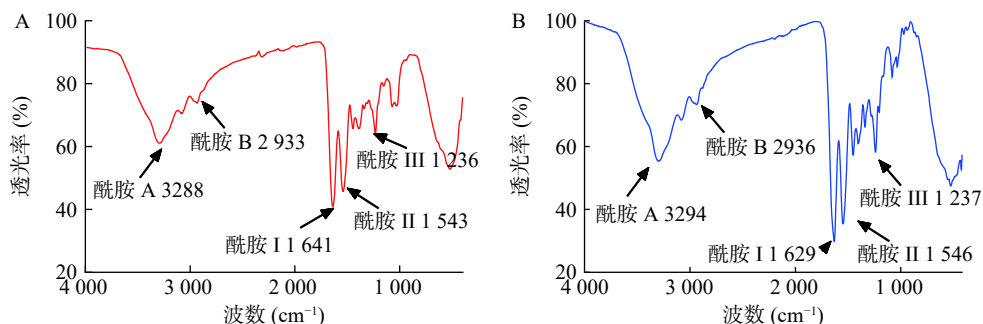 A
100
80
60
40
20
透光率 (%)
酰胺 B 2 933
酰胺 A 3288
酰胺 III 1 236
酰胺 II 1 543
酰胺 I 1 641
4 000
3 000
2 000
1 000
波数 (cm⁻¹)
B
100
80
60
40
20
透光率 (%)
酰胺 B 2936
酰胺 A 3294
酰胺 III 1 237
酰胺 I 1 629
酰胺 II 1 546
4 000
3 000
2 000
1 000
波数 (cm⁻¹)